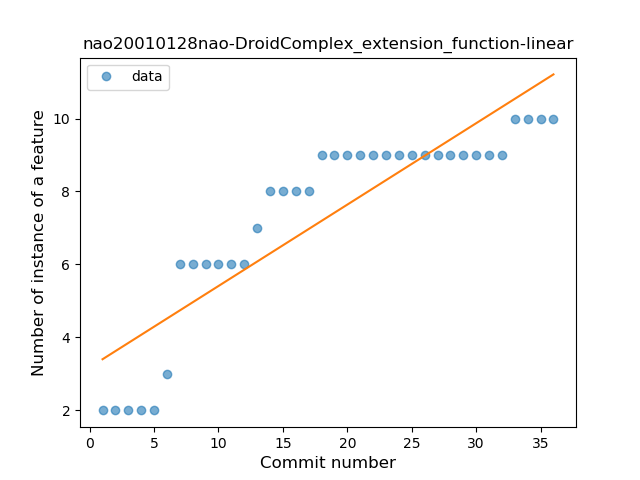 nao20010128nao-DroidComplex_extension_function-linear
data
Number of instance of a feature
10
8
6
4
2
0 5 10 15 20 25 30 35
Commit number